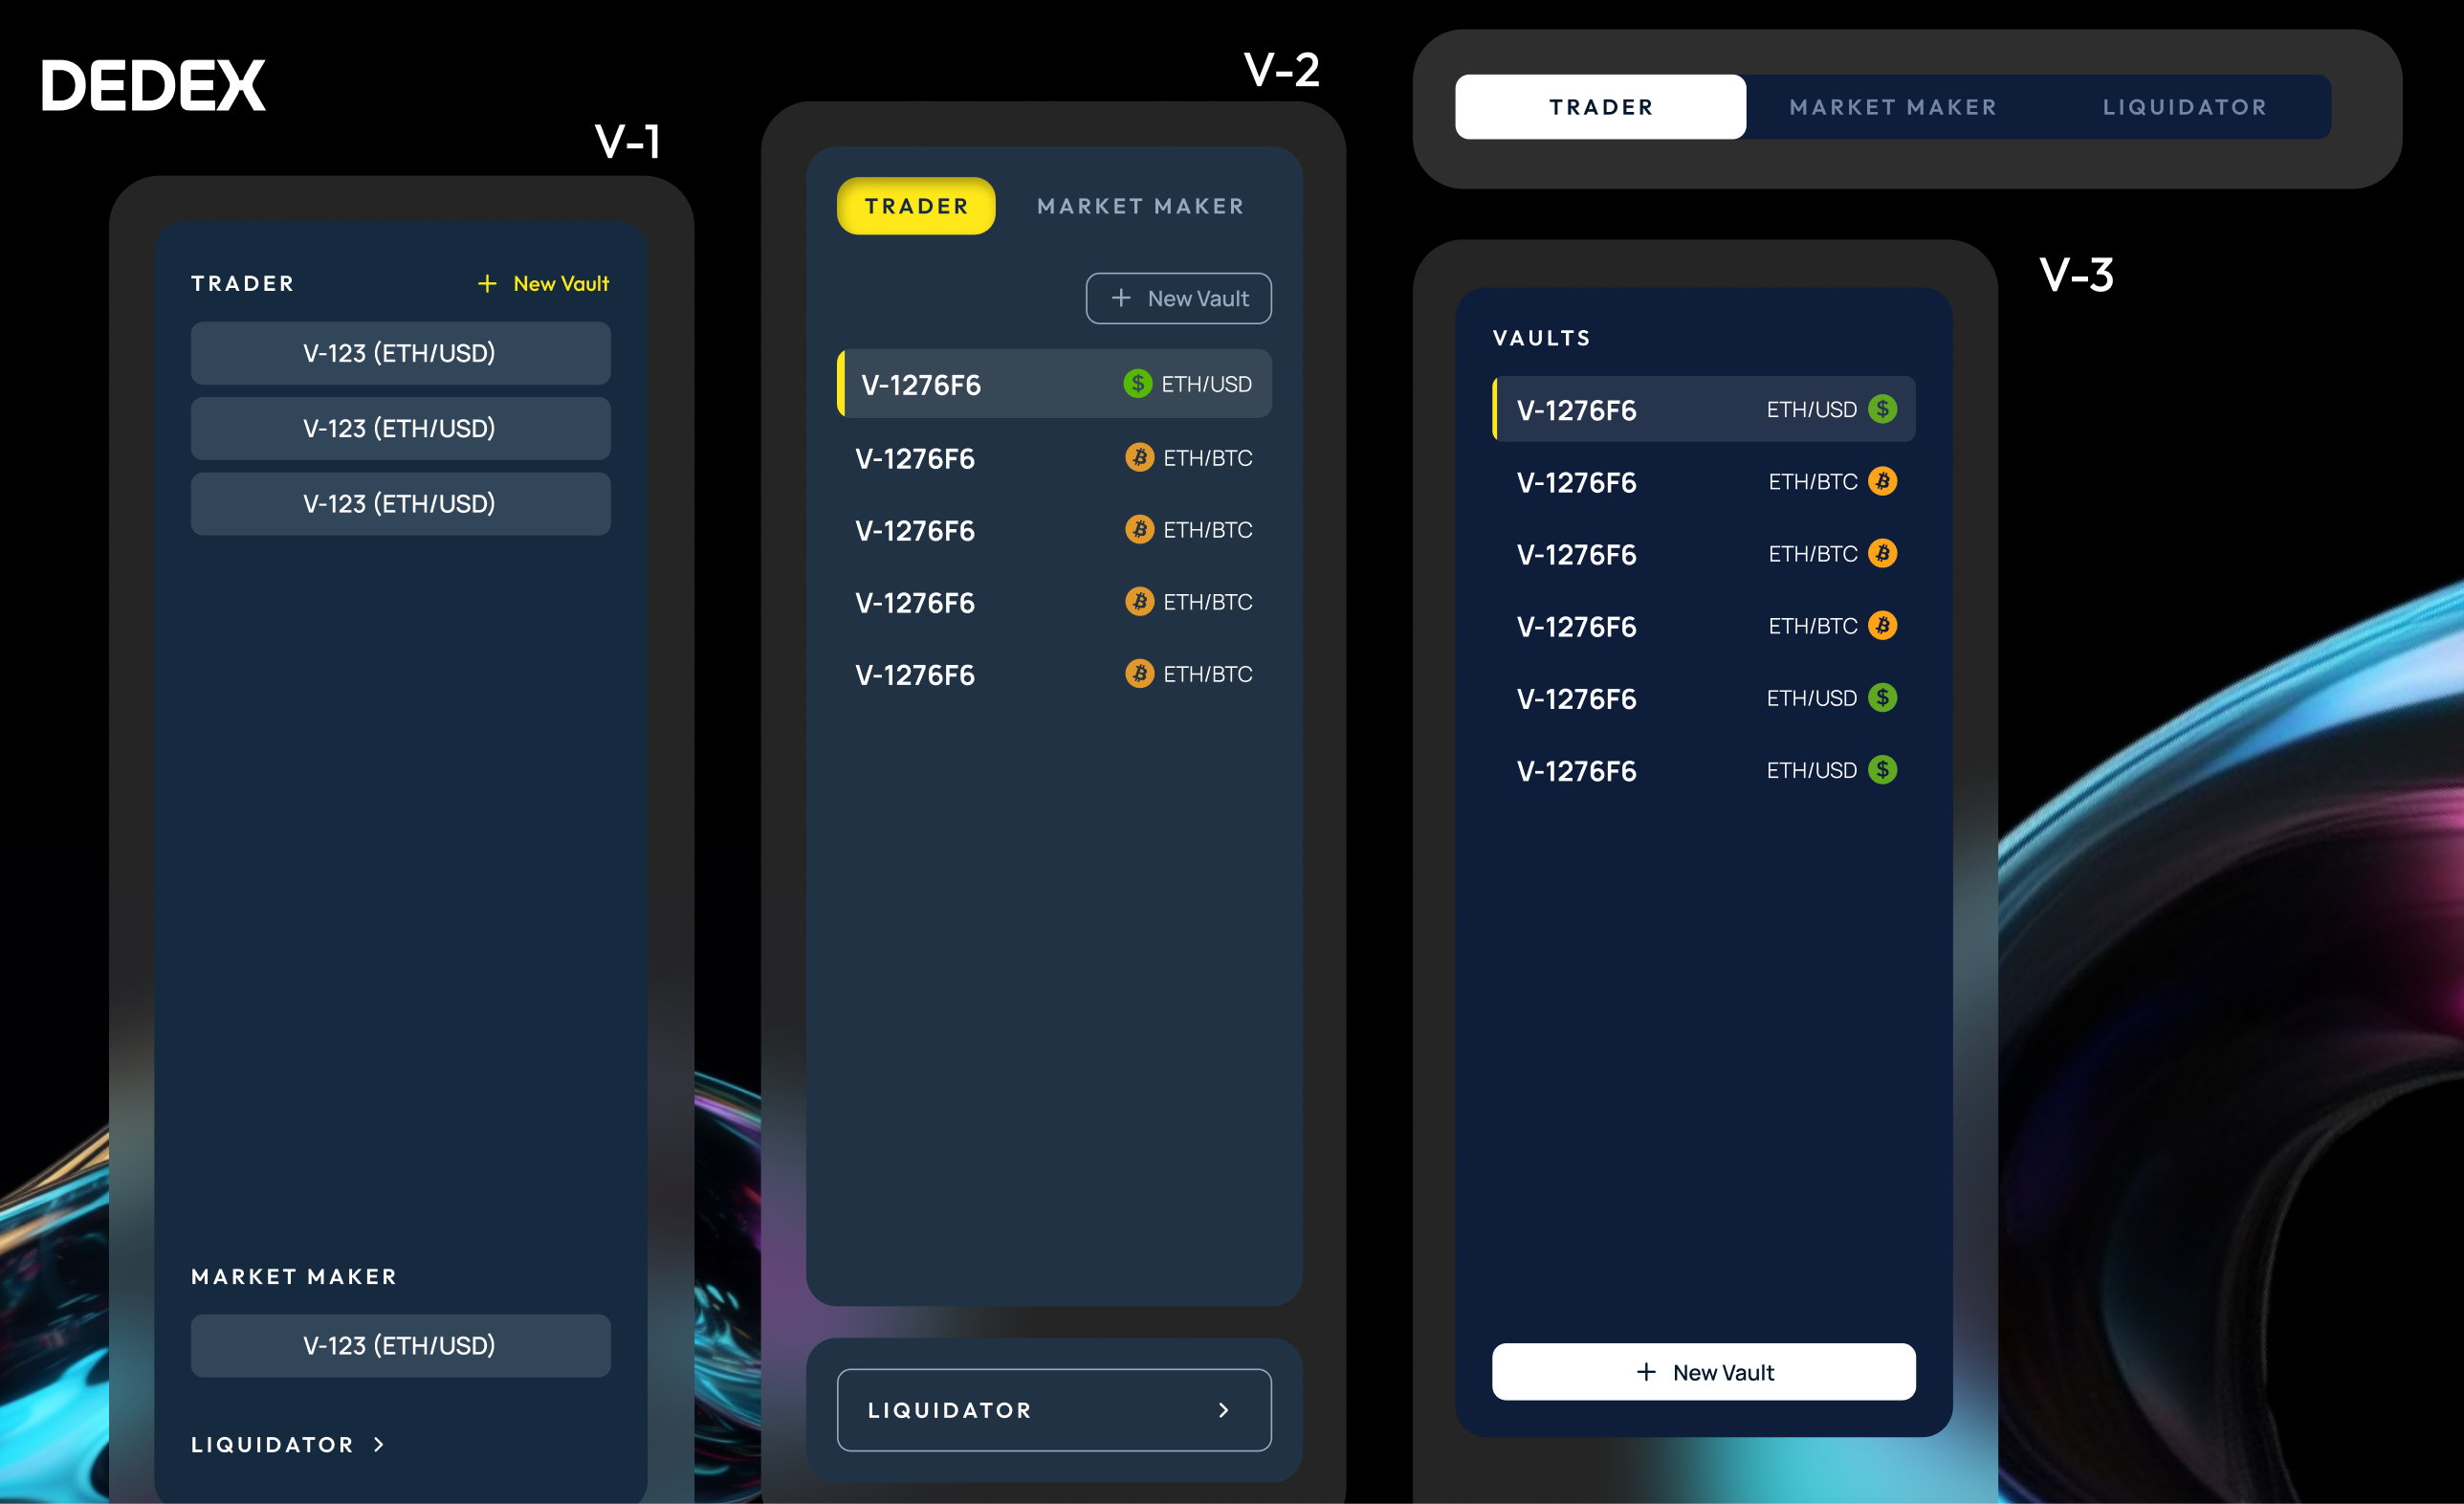 DEDEX
V-1
TRADER + New Vault
V-123 (ETH/USD)
V-123 (ETH/USD)
V-123 (ETH/USD)
MARKET MAKER
V-123 (ETH/USD)
LIQUIDATOR >
V-2
TRADER MARKET MAKER
+ New Vault
V-1276F6 $ ETH/USD
V-1276F6 ₿ ETH/BTC
V-1276F6 ₿ ETH/BTC
V-1276F6 ₿ ETH/BTC
V-1276F6 ₿ ETH/BTC
LIQUIDATOR >
TRADER MARKET MAKER LIQUIDATOR
V-3
VAULTS
V-1276F6 ETH/USD $
V-1276F6 ETH/BTC ₿
V-1276F6 ETH/BTC ₿
V-1276F6 ETH/BTC ₿
V-1276F6 ETH/USD $
V-1276F6 ETH/USD $
+ New Vault